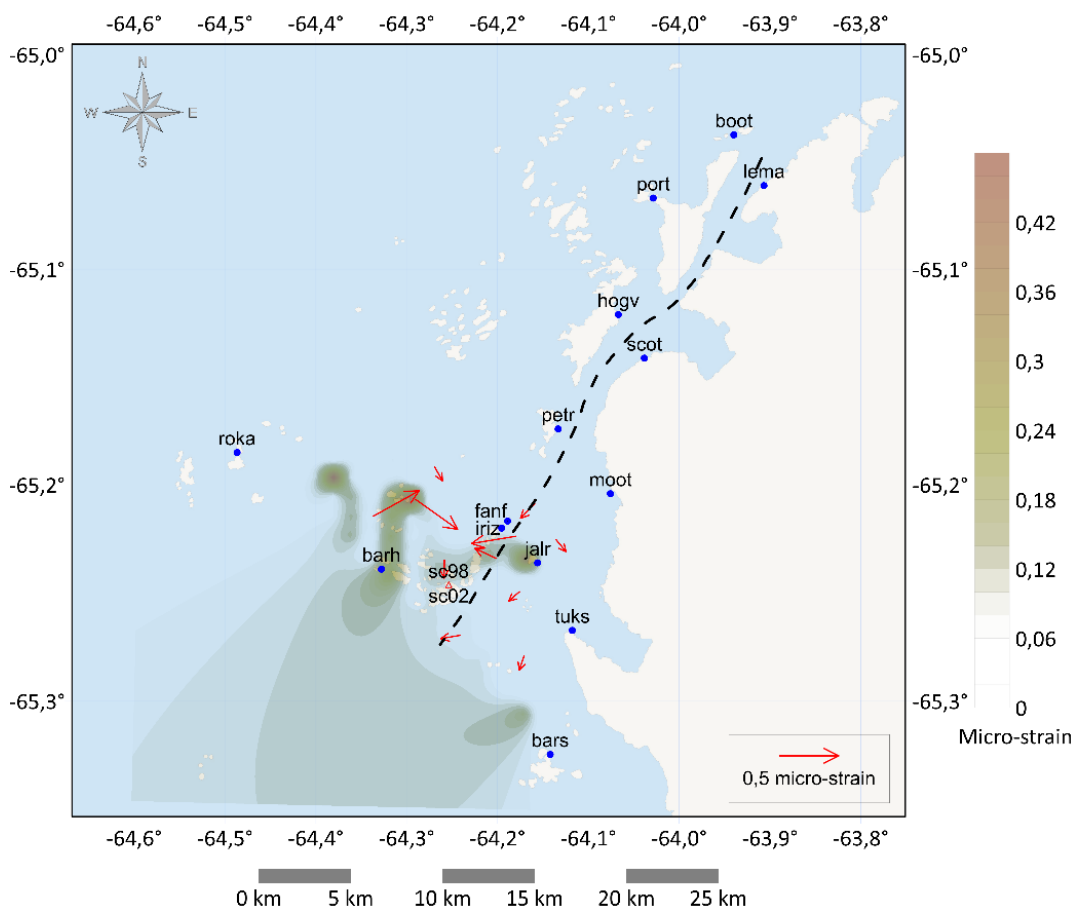 -64,6° -64,5° -64,4° -64,3° -64,2° -64,1° -64,0° -63,9°
-65,0° -65,0°
N
W E
S
boot
lema
port
0,42
-65,1° -65,1°
0,36
hogv
scot
0,3
petr
0,24
roka
moot
-65,2° -65,2°
0,18
fanf
iriz
barh jalr
0,12
sc98
sc02
tuks
0,06
-65,3° -65,3°
0
Micro-strain
bars
0,5 micro-strain
-64,6° -64,5° -64,4° -64,3° -64,2° -64,1° -64,0° -63,9°
0 km 5 km 10 km 15 km 20 km 25 km